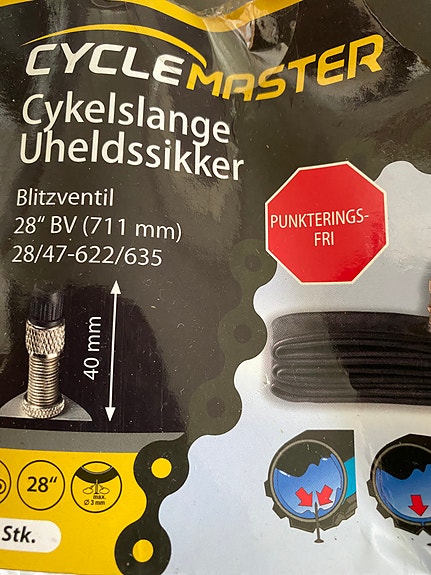 CYCLEMASTER
Cykelslange
Uheldssikker
Blitzventil
28“ BV (711 mm)
28/47-622/635
PUNKTERINGS-
FRI
40 mm
28“
max.
Ø 3 mm
Stk.